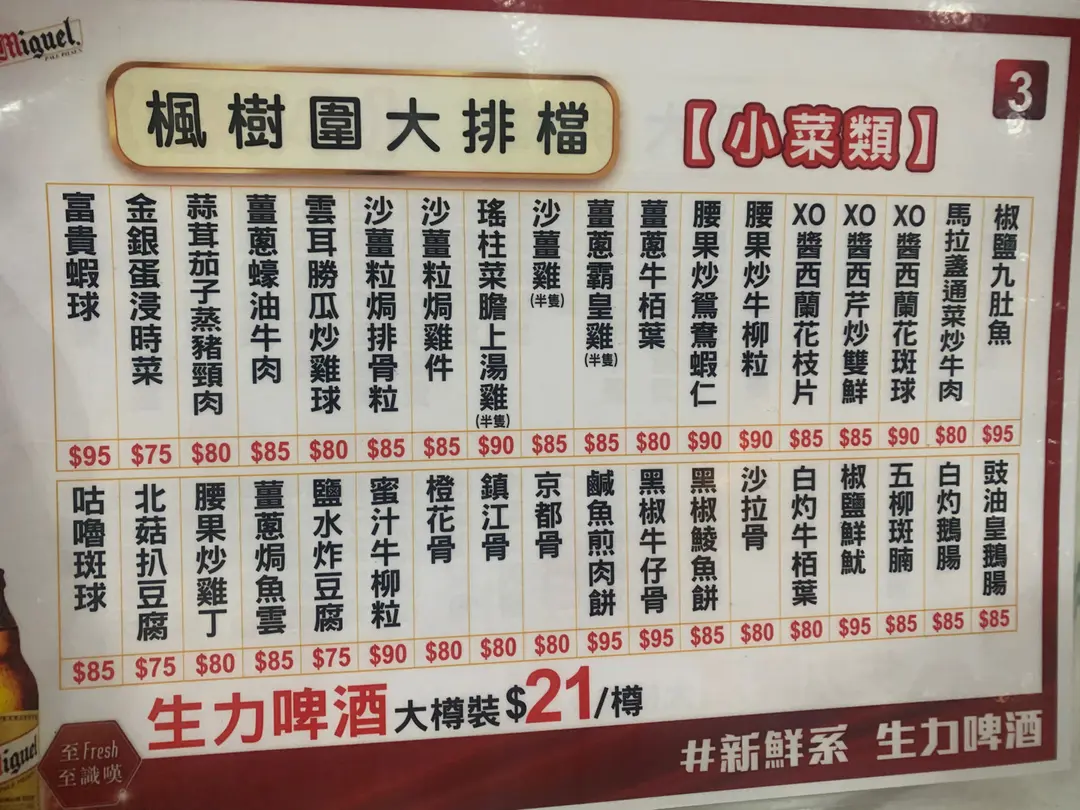 Miguel
PALE PILSEN
楓樹圍大排檔
【小菜類】
3
椒鹽九肚魚
$95
馬拉盞通菜炒牛肉
$80
XO醬西蘭花斑球
$90
XO醬西芹炒雙鮮
$85
XO醬西蘭花枝片
$85
腰果炒牛柳粒
$90
腰果炒鴛鴦蝦仁
$90
薑蔥牛栢葉
$80
薑蔥霸皇雞(半隻)
$85
沙薑雞(半隻)
$85
瑤柱菜膽上湯雞(半隻)
$90
沙薑粒焗雞件
$85
沙薑粒焗排骨粒
$85
雲耳勝瓜炒雞球
$80
薑蔥蠔油牛肉
$85
蒜茸茄子蒸豬頸肉
$80
金銀蛋浸時菜
$75
富貴蝦球
$95
豉油皇鵝腸
$85
白灼鵝腸
$85
五柳斑腩
$85
椒鹽鮮魷
$95
白灼牛栢葉
$80
沙拉骨
$80
黑椒鯪魚餅
$85
黑椒牛仔骨
$95
鹹魚煎肉餅
$95
京都骨
$80
鎮江骨
$80
橙花骨
$80
蜜汁牛柳粒
$90
鹽水炸豆腐
$75
薑蔥焗魚雲
$85
腰果炒雞丁
$80
北菇扒豆腐
$75
咕嚕斑球
$85
生力啤酒 大樽裝 $21/樽
iguel
至Fresh
至識嘆
#新鮮系 生力啤酒